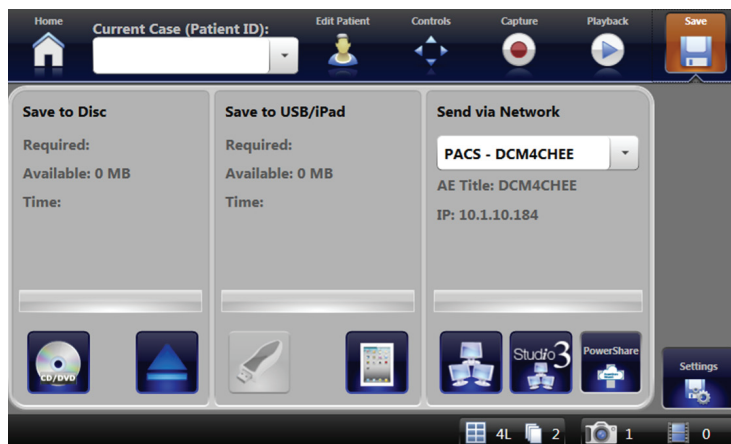 Home
Current Case (Patient ID):
Edit Patient
Controls
Capture
Playback
Save
Save to Disc
Required:
Available: 0 MB
Time:
CD/DVD
Save to USB/iPad
Required:
Available: 0 MB
Time:
Send via Network
PACS - DCM4CHEE
AE Title: DCM4CHEE
IP: 10.1.10.184
Studio3
PowerShare
Settings
4L
2
1
0